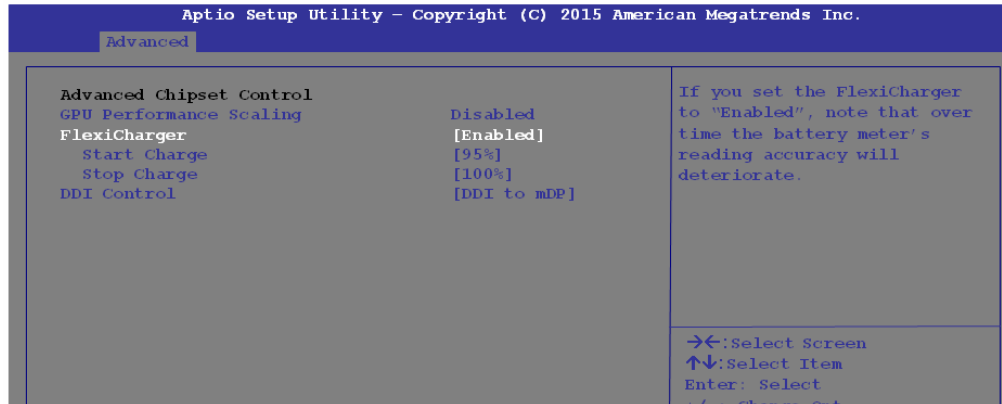 Aptio Setup Utility – Copyright (C) 2015 American Megatrends Inc.
Advanced
Advanced Chipset Control
GPU Performance Scaling Disabled
FlexiCharger [Enabled]
Start Charge [95%]
Stop Charge [100%]
DDI Control [DDI to mDP]
If you set the FlexiCharger
to “Enabled”, note that over
time the battery meter’s
reading accuracy will
deteriorate.
→←:Select Screen
↑↓:Select Item
Enter: Select